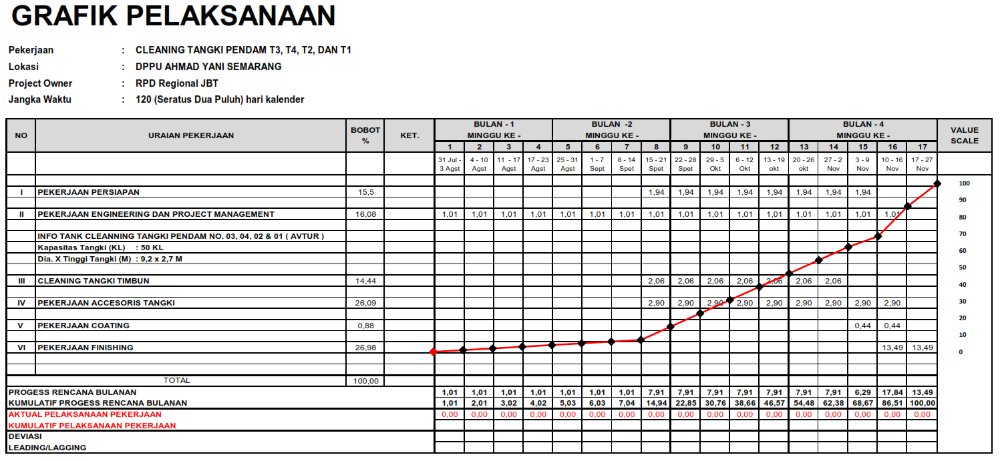 GRAFIK PELAKSANAAN
Pekerjaan : CLEANING TANGKI PENDAM T3, T4, T2, DAN T1
Lokasi : DPPU AHMAD YANI SEMARANG
Project Owner : RPD Regional JBT
Jangka Waktu : 120 (Seratus Dua Puluh) hari kalender
NO URAIAN PEKERJAAN BOBOT % KET. BULAN - 1 BULAN -2 BULAN - 3 BULAN - 4 VALUE SCALE
MINGGU KE - MINGGU KE - MINGGU KE - MINGGU KE -
1 2 3 4 5 6 7 8 9 10 11 12 13 14 15 16 17
31 Jul - 3 Agst 4 - 10 Agst 11 - 17 Agst 17 - 23 Agst 25 - 31 Agst 1 - 7 Sept 8 - 14 Spet 15 - 21 Spet 22 - 28 Spet 29 - 5 Okt 6 - 12 Okt 13 - 19 okt 20 - 26 okt 27 - 2 Nov 3 - 9 Nov 10 - 16 Nov 17 - 27 Nov
100
I PEKERJAAN PERSIAPAN 15,5 1,94 1,94 1,94 1,94 1,94 1,94 1,94 1,94
90
II PEKERJAAN ENGINEERING DAN PROJECT MANAGEMENT 16,08 1,01 1,01 1,01 1,01 1,01 1,01 1,01 1,01 1,01 1,01 1,01 1,01 1,01 1,01 1,01 1,01
80
INFO TANK CLEANNING TANGKI PENDAM NO. 03, 04, 02 & 01 ( AVTUR )
70
Kapasitas Tangki (KL) : 50 KL
60
Dia. X Tinggi Tangki (M) : 9,2 x 2,7 M
50
III CLEANING TANGKI TIMBUN 14,44 2,06 2,06 2,06 2,06 2,06 2,06 2,06
40
IV PEKERJAAN ACCESORIS TANGKI 26,09 2,90 2,90 2,90 2,90 2,90 2,90 2,90 2,90 2,90
30
20
V PEKERJAAN COATING 0,88 0,44 0,44
10
VI PEKERJAAN FINISHING 26,98 13,49 13,49
0
TOTAL 100,00
PROGESS RENCANA BULANAN 1,01 1,01 1,01 1,01 1,01 1,01 1,01 7,91 7,91 7,91 7,91 7,91 7,91 7,91 6,29 17,84 13,49
KUMULATIF PROGESS RENCANA BULANAN 1,01 2,01 3,02 4,02 5,03 6,03 7,04 14,94 22,85 30,76 38,66 46,57 54,48 62,38 68,67 86,51 100,00
AKTUAL PELAKSANAAN PEKERJAAN 0,00 0,00 0,00 0,00 0,00 0,00 0,00 0,00 0,00 0,00 0,00 0,00 0,00 0,00 0,00 0,00 0,00
KUMULATIF PELAKSANAAN PEKERJAAN
DEVIASI
LEADING/LAGGING